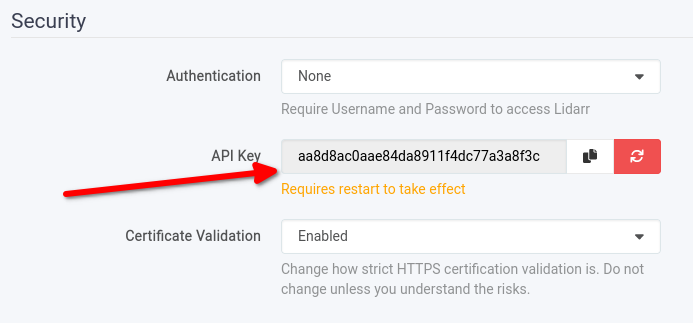 Security
Authentication
None
Require Username and Password to access Lidarr
API Key
aa8d8ac0aae84da8911f4dc77a3a8f3c
Requires restart to take effect
Certificate Validation
Enabled
Change how strict HTTPS certification validation is. Do not
change unless you understand the risks.